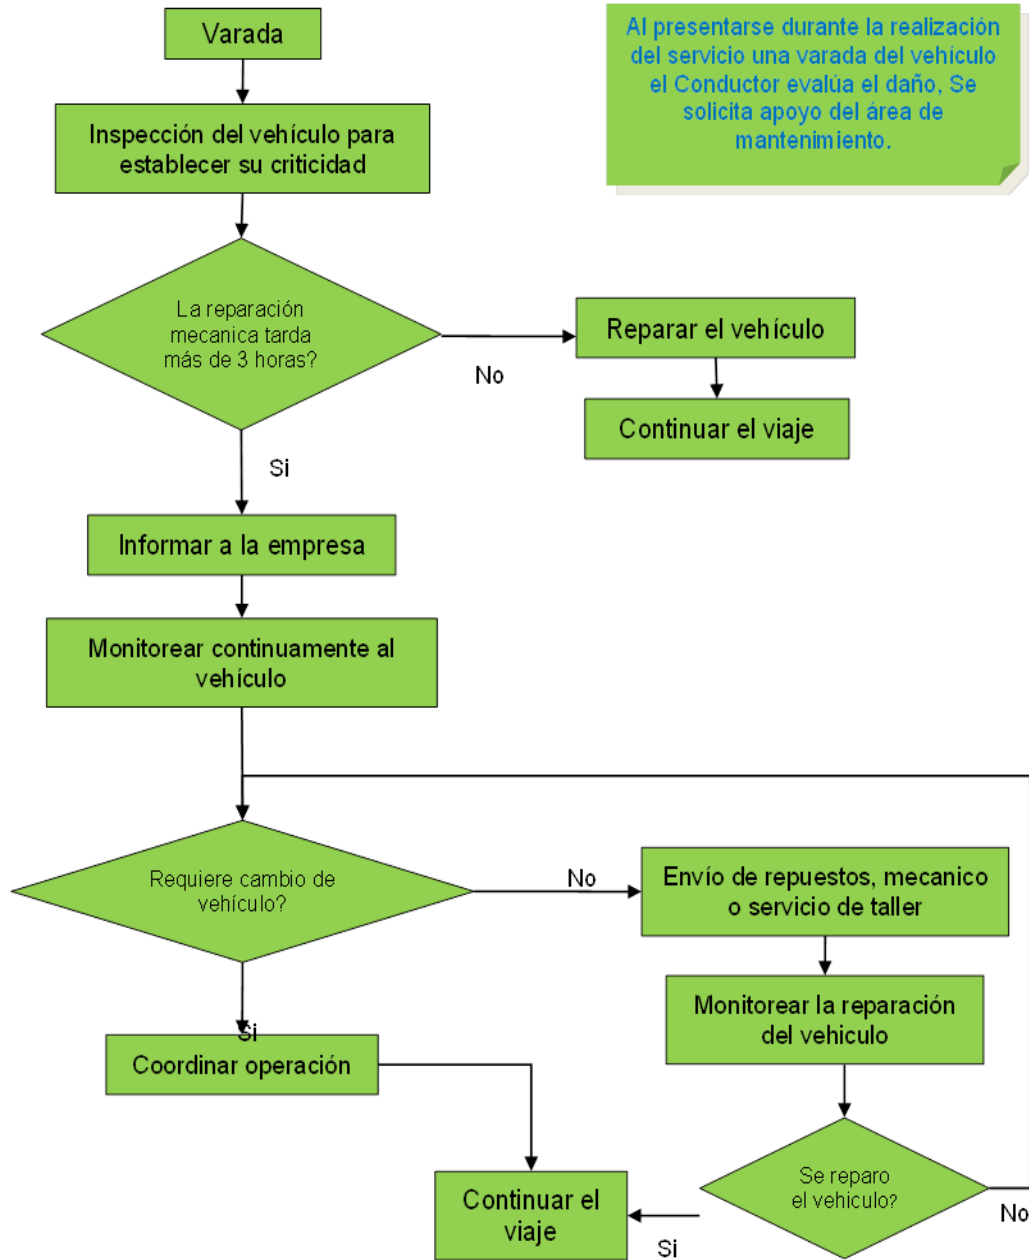 Varada
Al presentarse durante la realización
del servicio una varada del vehículo
el Conductor evalúa el daño, Se
solicita apoyo del área de
mantenimiento.
Inspección del vehículo para
establecer su criticidad
La reparación
mecanica tarda
más de 3 horas?
No
Reparar el vehículo
Continuar el viaje
Si
Informar a la empresa
Monitorear continuamente al
vehículo
Requiere cambio de
vehículo?
No
Envío de repuestos, mecanico
o servicio de taller
Monitorear la reparación
del vehiculo
Si
Coordinar operación
Se reparo
el vehiculo?
No
Si
Continuar el
viaje